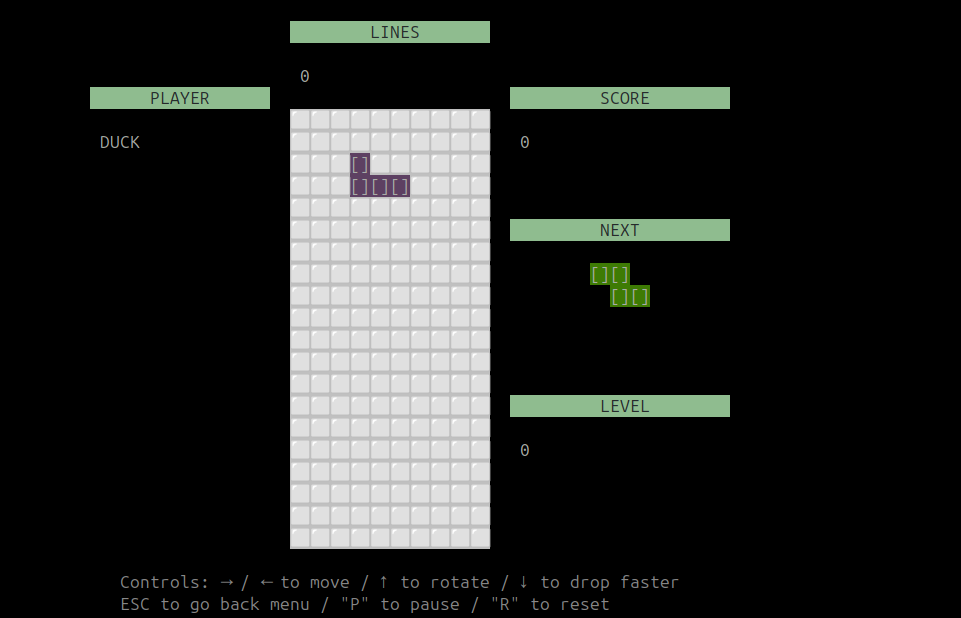 LINES
0
PLAYER
DUCK
SCORE
0
[]
[][][]
NEXT
[][]
[][]
LEVEL
0
Controls: → / ← to move / ↑ to rotate / ↓ to drop faster
ESC to go back menu / "P" to pause / "R" to reset